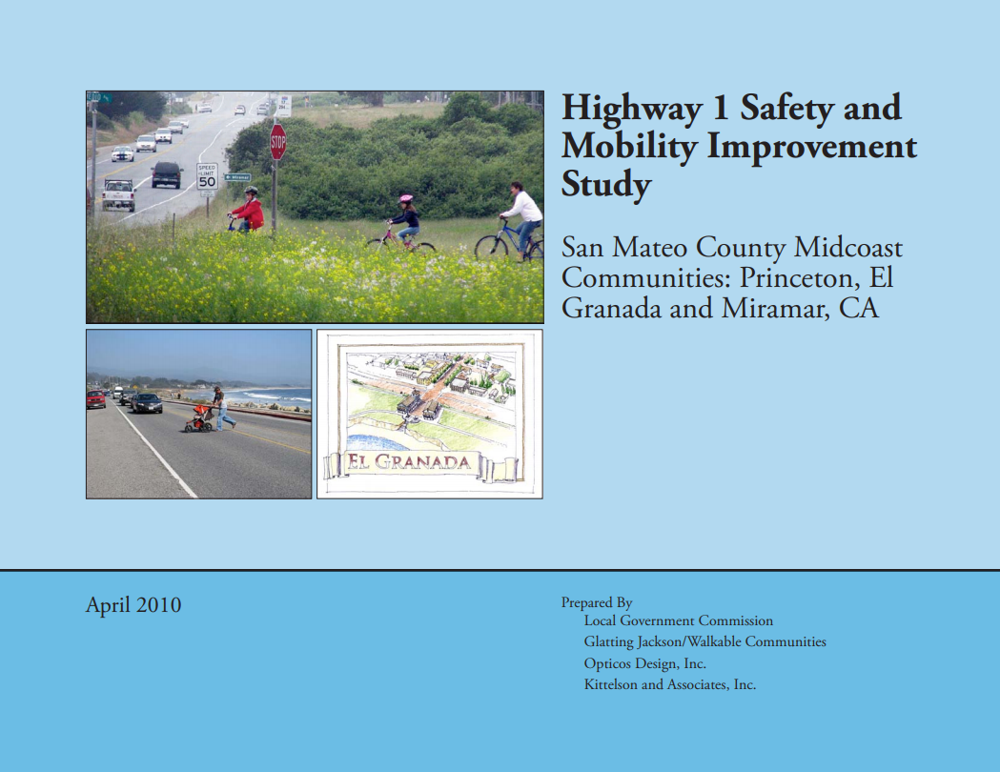 Highway 1 Safety and
Mobility Improvement
Study
San Mateo County Midcoast
Communities: Princeton, El
Granada and Miramar, CA
STOP
SPEED
LIMIT
50
Miramar
EL GRANADA
April 2010
Prepared By
Local Government Commission
Glatting Jackson/Walkable Communities
Opticos Design, Inc.
Kittelson and Associates, Inc.